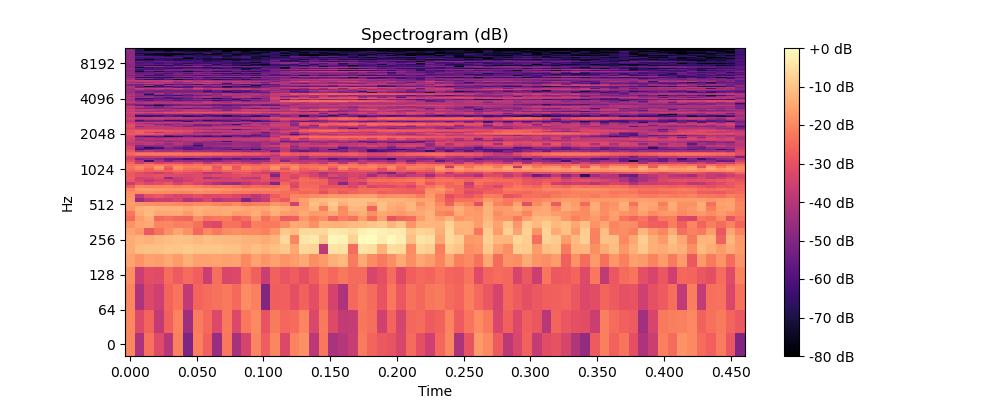 Spectrogram (dB)
8192
4096
2048
1024
512
256
128
64
0
Hz
0.000 0.050 0.100 0.150 0.200 0.250 0.300 0.350 0.400 0.450
Time
+0 dB
-10 dB
-20 dB
-30 dB
-40 dB
-50 dB
-60 dB
-70 dB
-80 dB